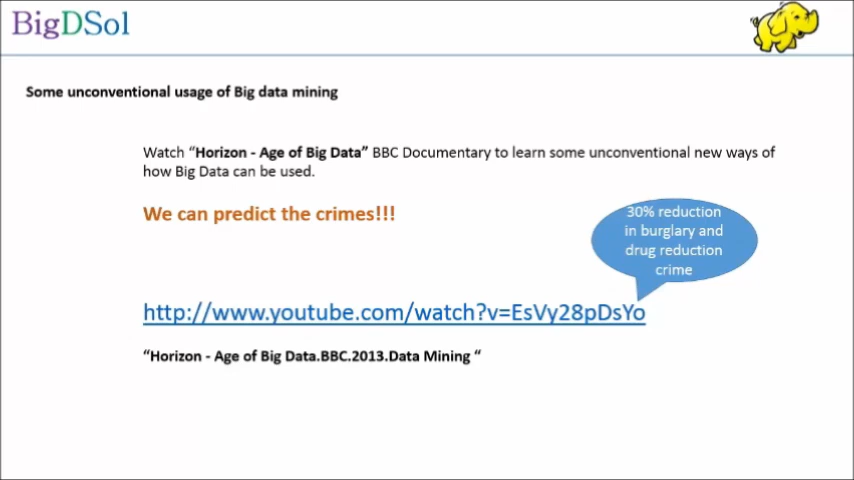 BigDSol
Some unconventional usage of Big data mining
Watch “Horizon - Age of Big Data” BBC Documentary to learn some unconventional new ways of
how Big Data can be used.
We can predict the crimes!!!
30% reduction
in burglary and
drug reduction
crime
http://www.youtube.com/watch?v=EsVy28pDsYo
“Horizon - Age of Big Data.BBC.2013.Data Mining “